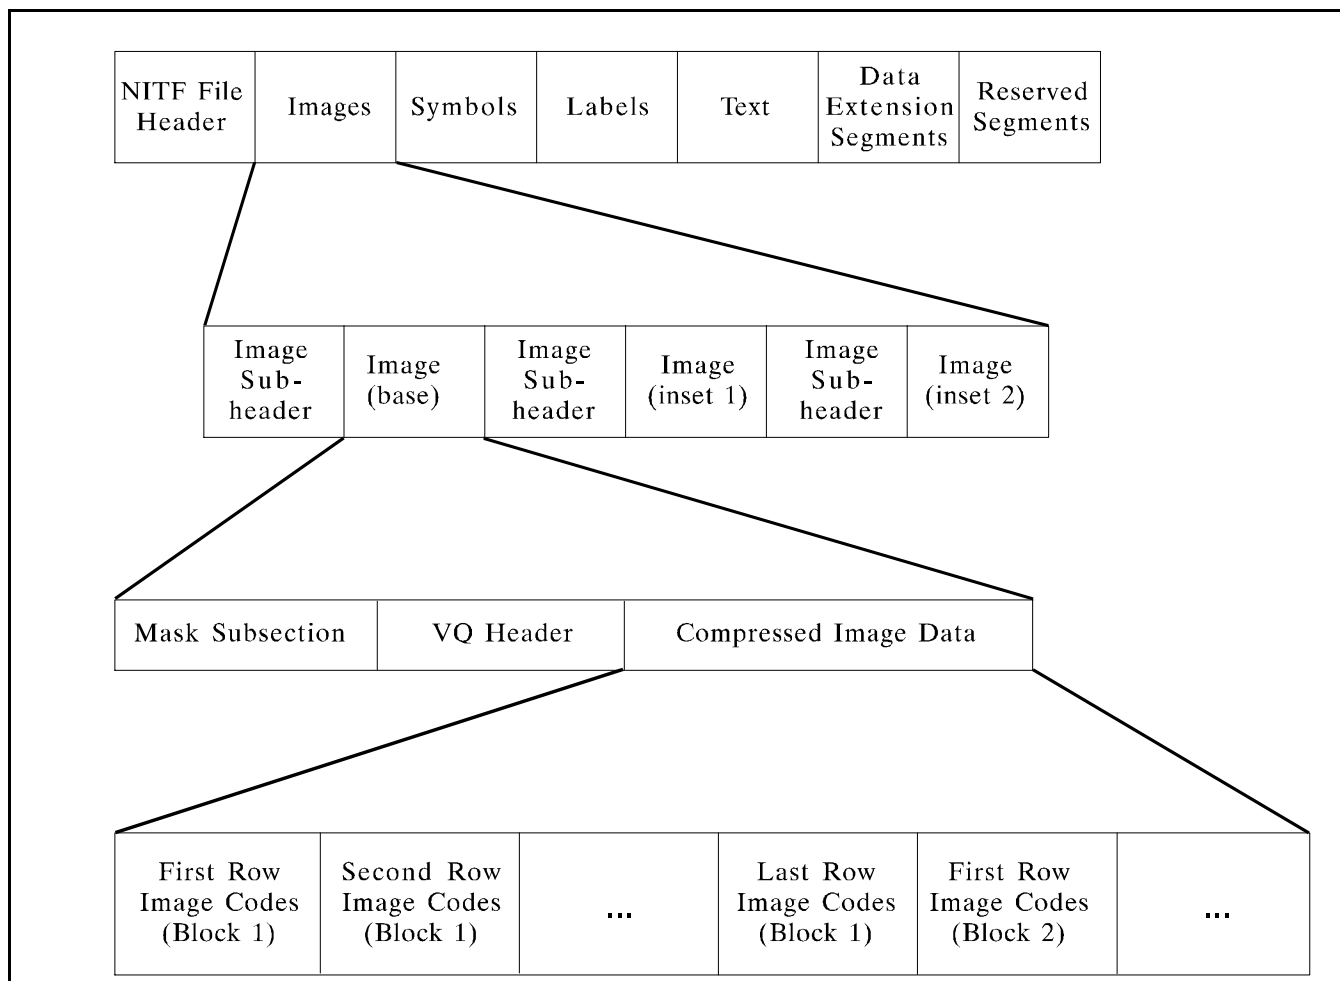 NITF File
Header
Images
Symbols
Labels
Text
Data
Extension
Segments
Reserved
Segments
Image
Sub-
header
Image
(base)
Image
Sub-
header
Image
(inset 1)
Image
Sub-
header
Image
(inset 2)
Mask Subsection
VQ Header
Compressed Image Data
First Row
Image Codes
(Block 1)
Second Row
Image Codes
(Block 1)
...
Last Row
Image Codes
(Block 1)
First Row
Image Codes
(Block 2)
...